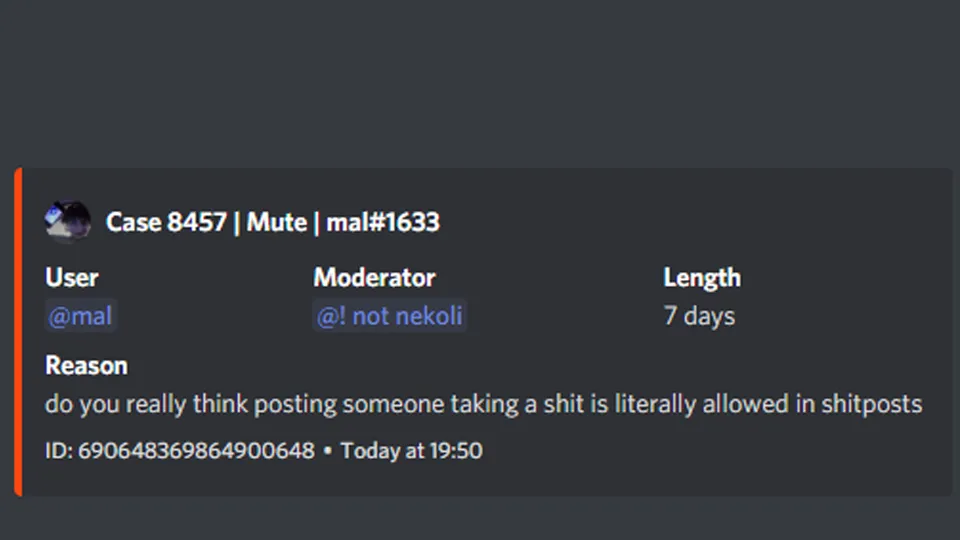 Case 8457 | Mute | mal#1633
User Moderator Length
@mal @! not nekoli 7 days
Reason
do you really think posting someone taking a shit is literally allowed in shitposts
ID: 690648369864900648 • Today at 19:50